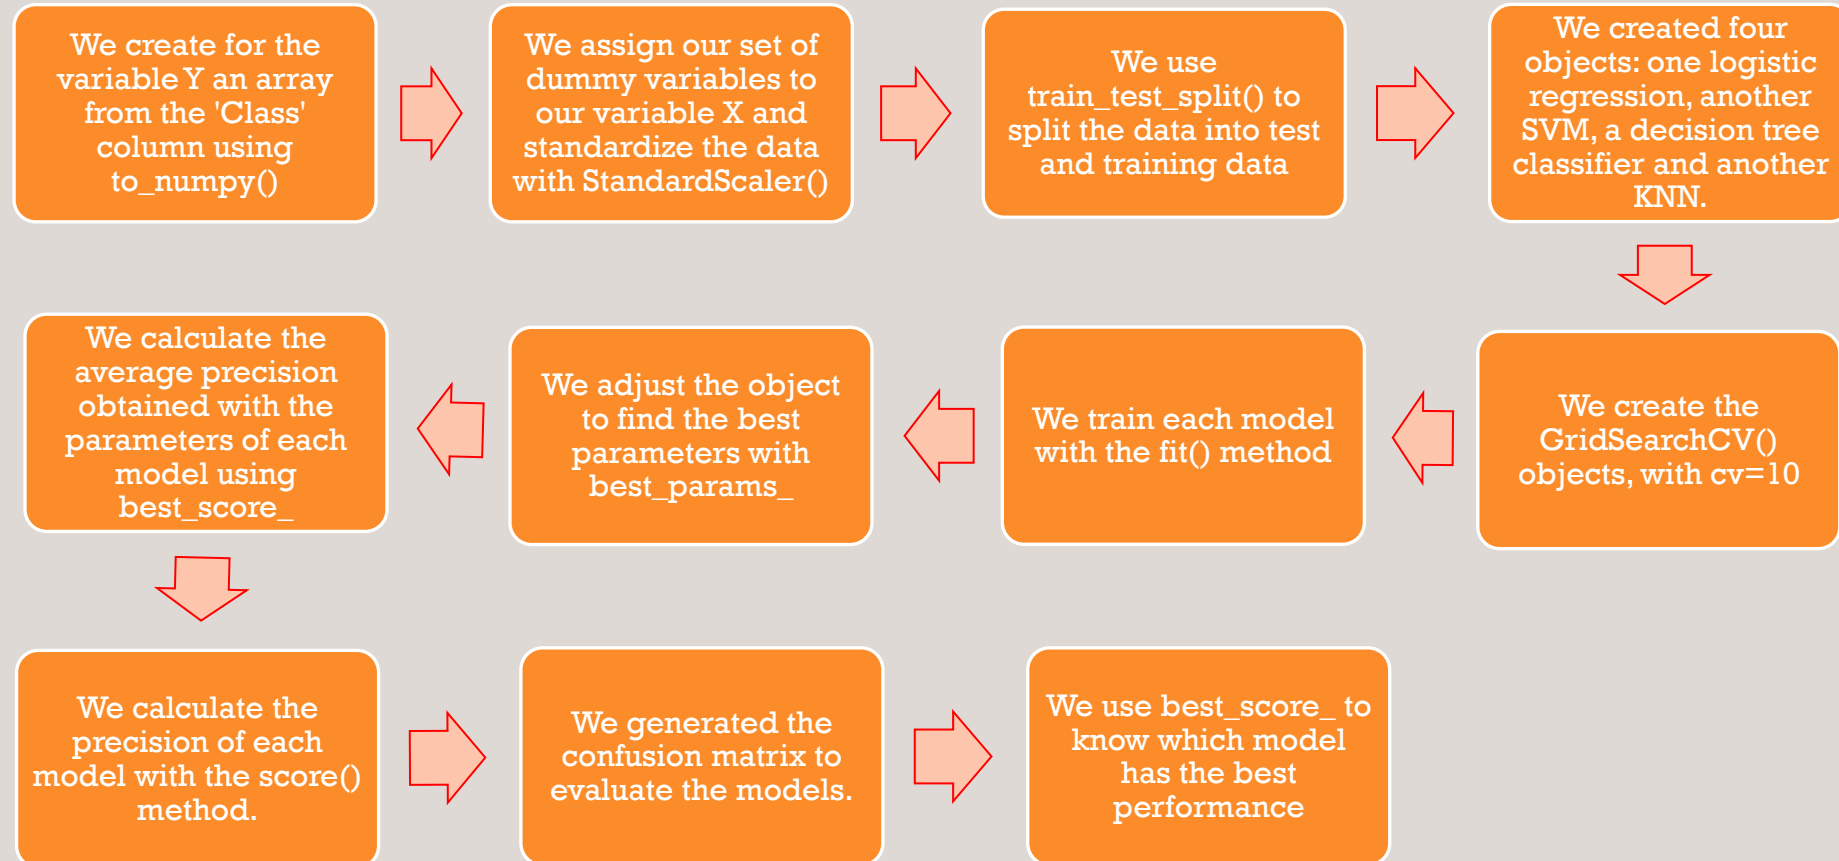 We create for the
variable Y an array
from the 'Class'
column using
to_numpy()
We assign our set of
dummy variables to
our variable X and
standardize the data
with StandardScaler()
We use
train_test_split() to
split the data into test
and training data
We created four
objects: one logistic
regression, another
SVM, a decision tree
classifier and another
KNN.
We create the
GridSearchCV()
objects, with cv=10
We train each model
with the fit() method
We adjust the object
to find the best
parameters with
best_params_
We calculate the
average precision
obtained with the
parameters of each
model using
best_score_
We calculate the
precision of each
model with the score()
method.
We generated the
confusion matrix to
evaluate the models.
We use best_score_ to
know which model
has the best
performance